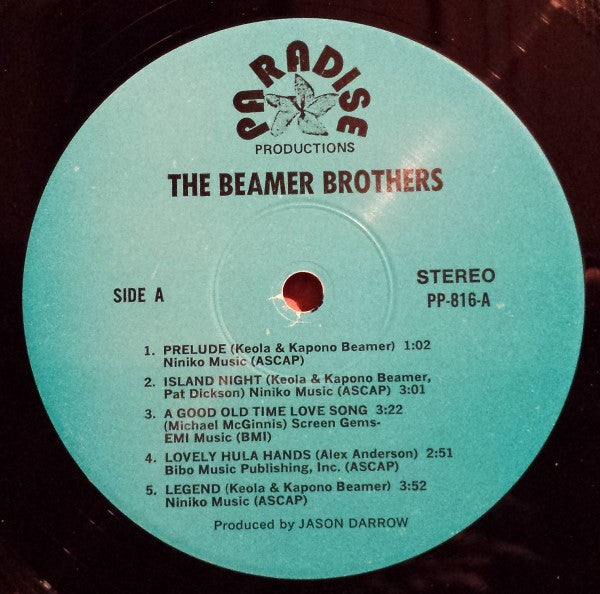 PARADISE
PRODUCTIONS
THE BEAMER BROTHERS
SIDE A
STEREO
PP-816-A
1. PRELUDE (Keola & Kapono Beamer) 1:02
Niniko Music (ASCAP)
2. ISLAND NIGHT (Keola & Kapono Beamer,
Pat Dickson) Niniko Music (ASCAP) 3:01
3. A GOOD OLD TIME LOVE SONG 3:22
(Michael McGinnis) Screen Gems-
EMI Music (BMI)
4. LOVELY HULA HANDS (Alex Anderson) 2:51
Bibo Music Publishing, Inc. (ASCAP)
5. LEGEND (Keola & Kapono Beamer) 3:52
Niniko Music (ASCAP)
Produced by JASON DARROW